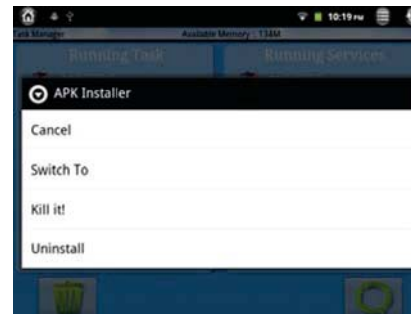 10:19 PM
Task Manager Available Memory : 134M
Running Task Running Services
APK Installer
Cancel
Switch To
Kill it!
Uninstall